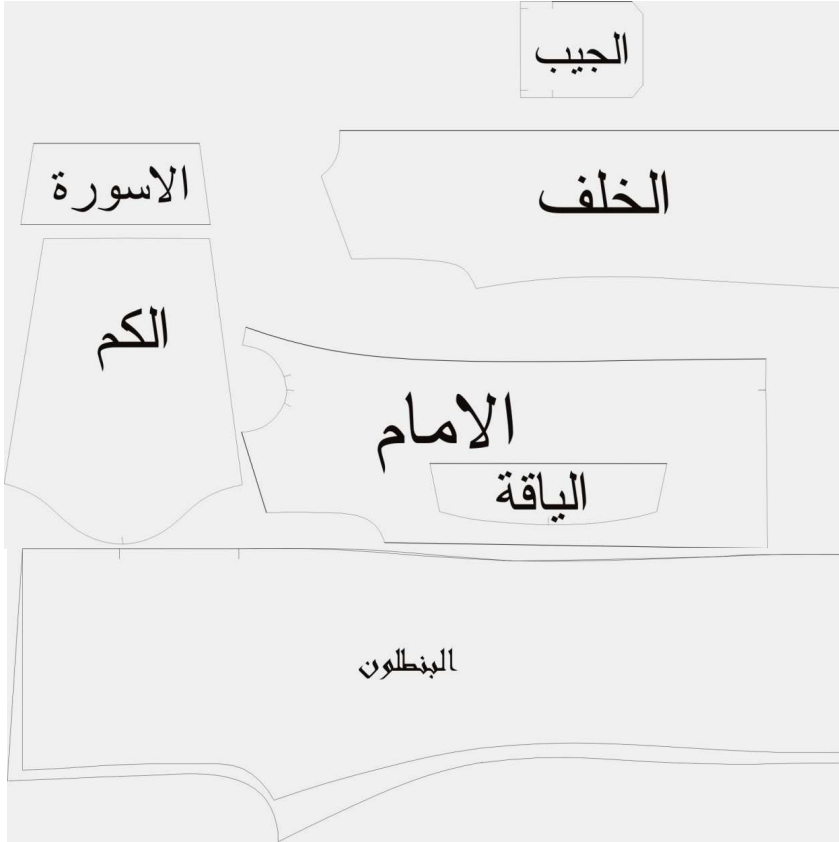 الجيب
الخلف
الاسورة
الكم
الامام
الياقة
البنطلون